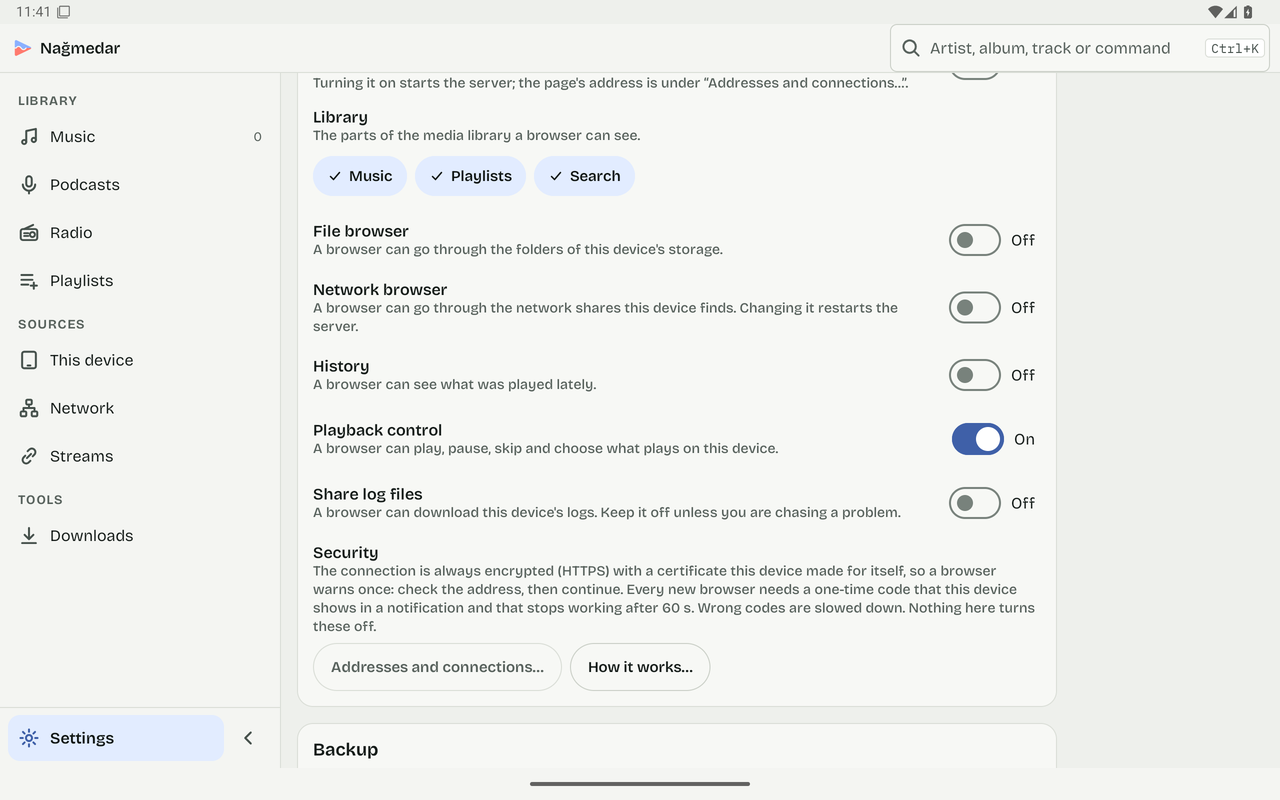 11:41
Nağmedar
Artist, album, track or command
Ctrl+K
LIBRARY
Music
0
Podcasts
Radio
Playlists
SOURCES
This device
Network
Streams
TOOLS
Downloads
Settings
Turning it on starts the server; the page's address is under “Addresses and connections...”.
Library
The parts of the media library a browser can see.
Music
Playlists
Search
File browser
A browser can go through the folders of this device's storage.
Off
Network browser
A browser can go through the network shares this device finds. Changing it restarts the
server.
Off
History
A browser can see what was played lately.
Off
Playback control
A browser can play, pause, skip and choose what plays on this device.
On
Share log files
A browser can download this device's logs. Keep it off unless you are chasing a problem.
Off
Security
The connection is always encrypted (HTTPS) with a certificate this device made for itself, so a browser
warns once: check the address, then continue. Every new browser needs a one-time code that this device
shows in a notification and that stops working after 60 s. Wrong codes are slowed down. Nothing here turns
these off.
Addresses and connections...
How it works...
Backup